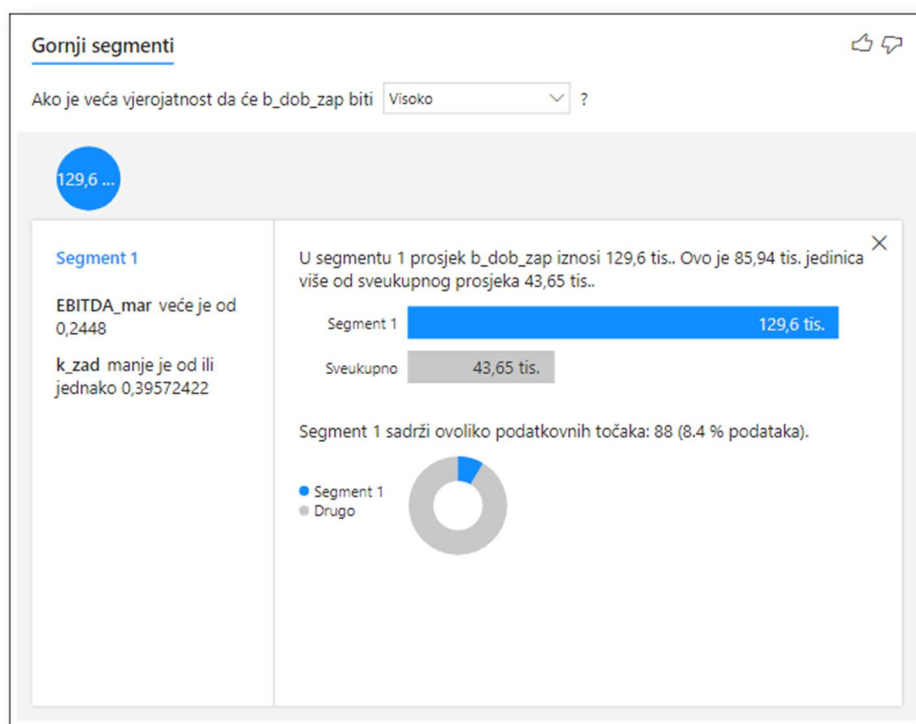 Gornji segmenti
Ako je veća vjerojatnost da će b_dob_zap biti Visoko ?
129,6 ...
Segment 1
EBITDA_mar veće je od
0,2448
k_zad manje je od ili
jednako 0,39572422
U segmentu 1 prosjek b_dob_zap iznosi 129,6 tis.. Ovo je 85,94 tis. jedinica
više od sveukupnog prosjeka 43,65 tis..
Segment 1 129,6 tis.
Sveukupno 43,65 tis.
Segment 1 sadrži ovoliko podatkovnih točaka: 88 (8.4 % podataka).
Segment 1
Drugo